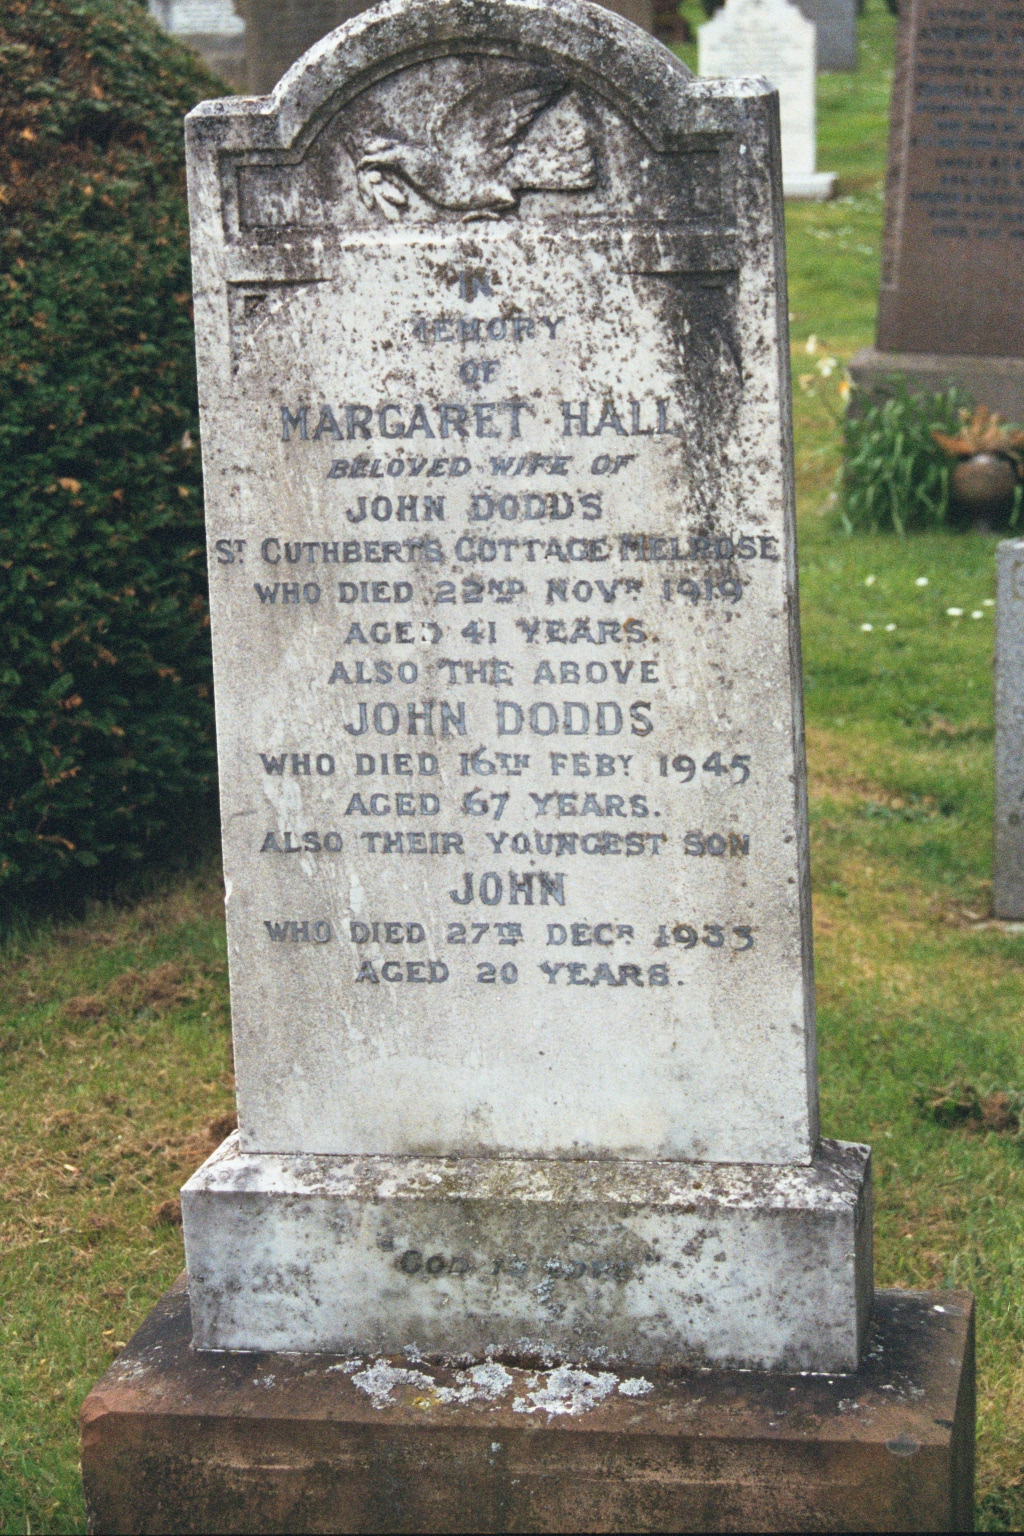 IN
MEMORY
OF
MARGARET HALL
BELOVED WIFE OF
JOHN DODDS
ST CUTHBERTS COTTAGE MELROSE
WHO DIED 22ND NOVR 1919
AGED 41 YEARS.
ALSO THE ABOVE
JOHN DODDS
WHO DIED 16TH FEBY 1945
AGED 67 YEARS.
ALSO THEIR YOUNGEST SON
JOHN
WHO DIED 27TH DECR 1933
AGED 20 YEARS.
"GOD IS LOVE"